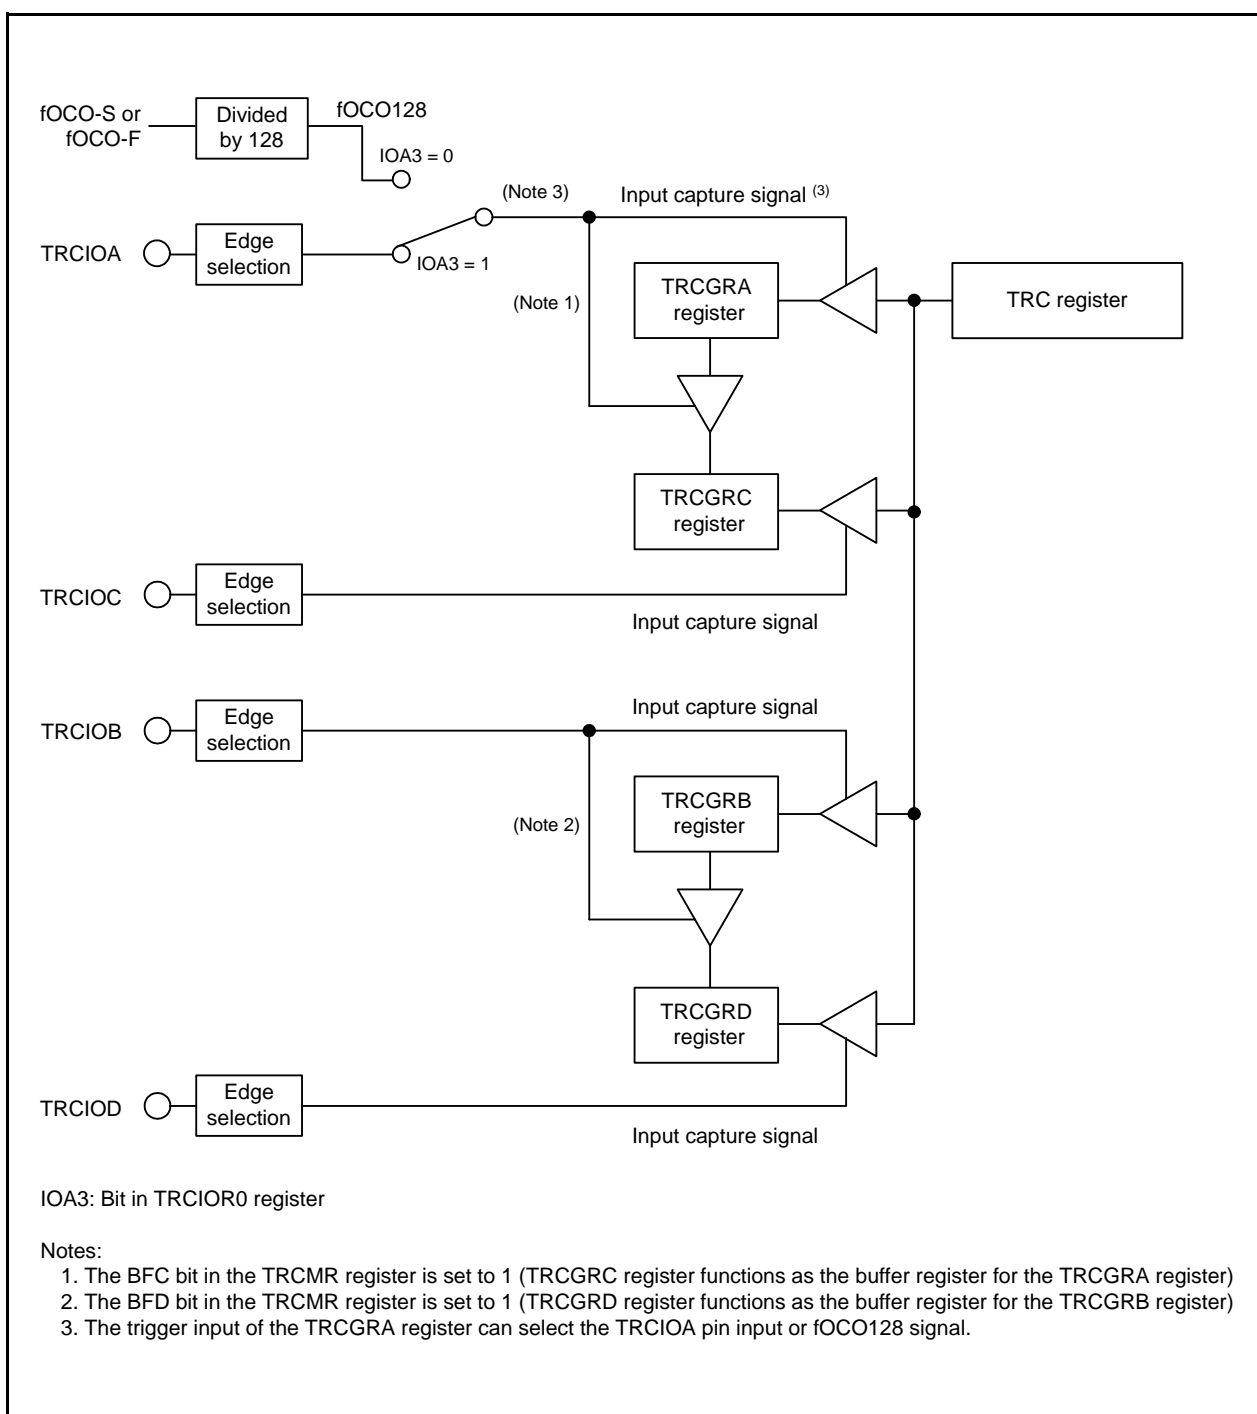 fOCO-S or
fOCO-F
Divided
by 128
fOCO128
IOA3 = 0
(Note 3)
Input capture signal (3)
TRCIOA
Edge
selection
IOA3 = 1
(Note 1)
TRCGRA
register
TRC register
TRCGRC
register
TRCIOC
Edge
selection
Input capture signal
TRCIOB
Edge
selection
Input capture signal
(Note 2)
TRCGRB
register
TRCGRD
register
TRCIOD
Edge
selection
Input capture signal
IOA3: Bit in TRCIOR0 register
Notes:
1. The BFC bit in the TRCMR register is set to 1 (TRCGRC register functions as the buffer register for the TRCGRA register)
2. The BFD bit in the TRCMR register is set to 1 (TRCGRD register functions as the buffer register for the TRCGRB register)
3. The trigger input of the TRCGRA register can select the TRCIOA pin input or fOCO128 signal.